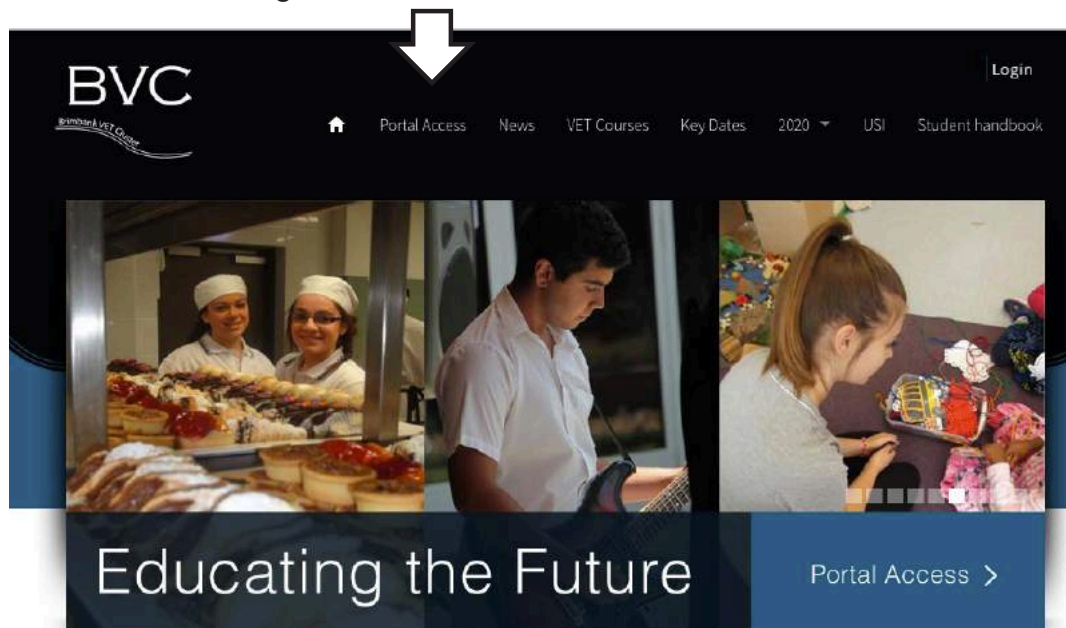 Login
BVC
Brimbank VET Cluster
Portal Access News VET Courses Key Dates 2020 USI Student handbook
Educating the Future
Portal Access >